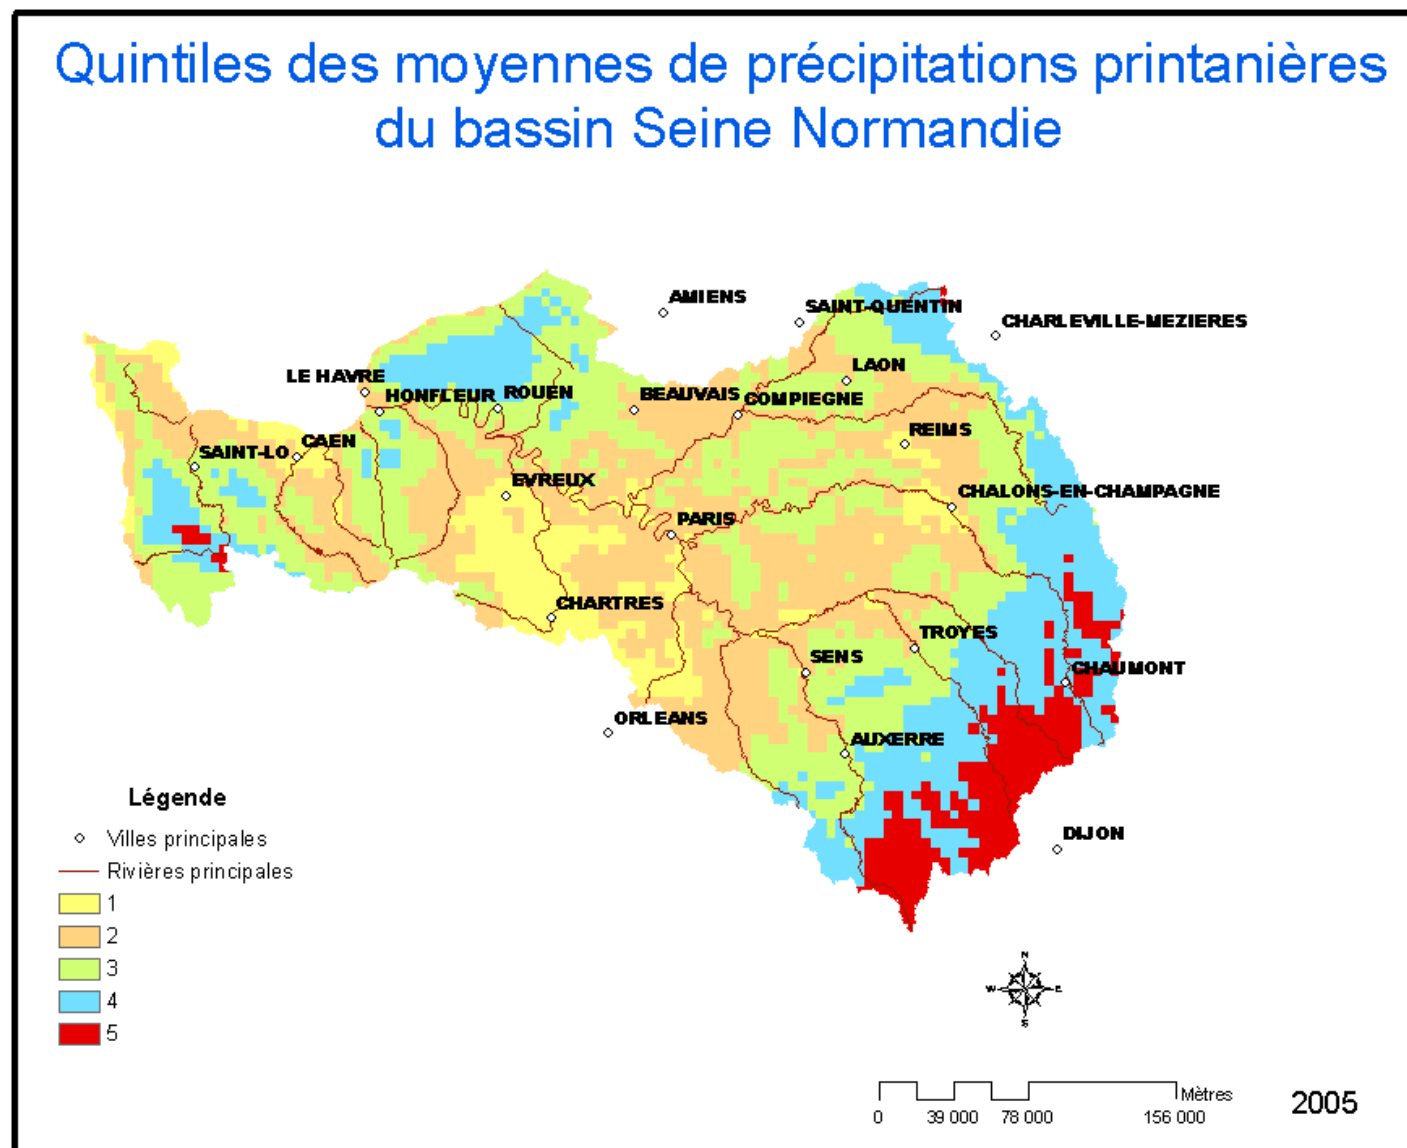 Quintiles des moyennes de précipitations printanières
du bassin Seine Normandie
AMIENS
SAINT-QUENTIN
CHARLEVILLE-MEZIERES
LE HAVRE
HONFLEUR
ROUEN
BEAUVAIS
COMPIEGNE
LAON
REIMS
SAINT-LO
CAEN
EVREUX
CHALONS-EN-CHAMPAGNE
PARIS
CHARTRES
TROYES
SENS
CHAUMONT
ORLEANS
AUXERRE
DIJON
Légende
Villes principales
Rivières principales
1
2
3
4
5
N
W E
S
Mètres
0 39 000 78 000 156 000
2005